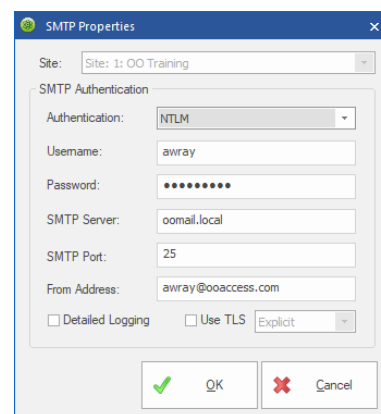 SMTP Properties
Site: Site: 1: OO Training
SMTP Authentication
Authentication: NTLM
Username: awray
Password: ●●●●●●●●●
SMTP Server: oomail.local
SMTP Port: 25
From Address: awray@ooaccess.com
Detailed Logging Use TLS Explicit
OK Cancel